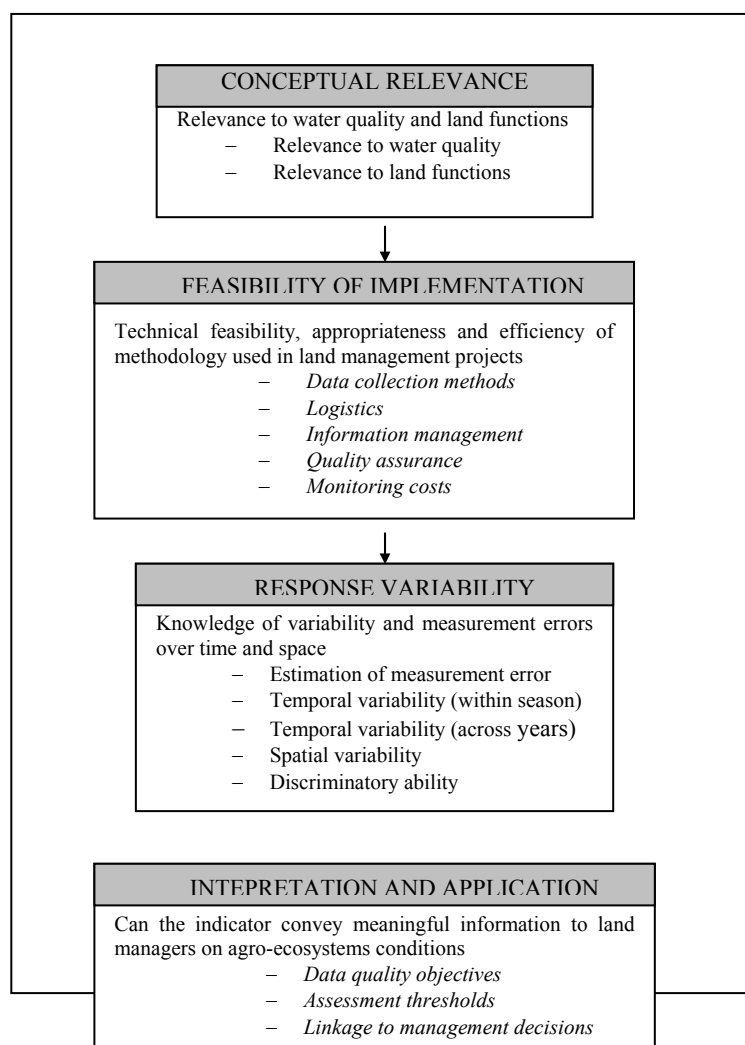 CONCEPTUAL RELEVANCE
Relevance to water quality and land functions
– Relevance to water quality
– Relevance to land functions
FEASIBILITY OF IMPLEMENTATION
Technical feasibility, appropriateness and efficiency of
methodology used in land management projects
– Data collection methods
– Logistics
– Information management
– Quality assurance
– Monitoring costs
RESPONSE VARIABILITY
Knowledge of variability and measurement errors
over time and space
– Estimation of measurement error
– Temporal variability (within season)
– Temporal variability (across years)
– Spatial variability
– Discriminatory ability
INTEPRETATION AND APPLICATION
Can the indicator convey meaningful information to land
managers on agro-ecosystems conditions
– Data quality objectives
– Assessment thresholds
– Linkage to management decisions